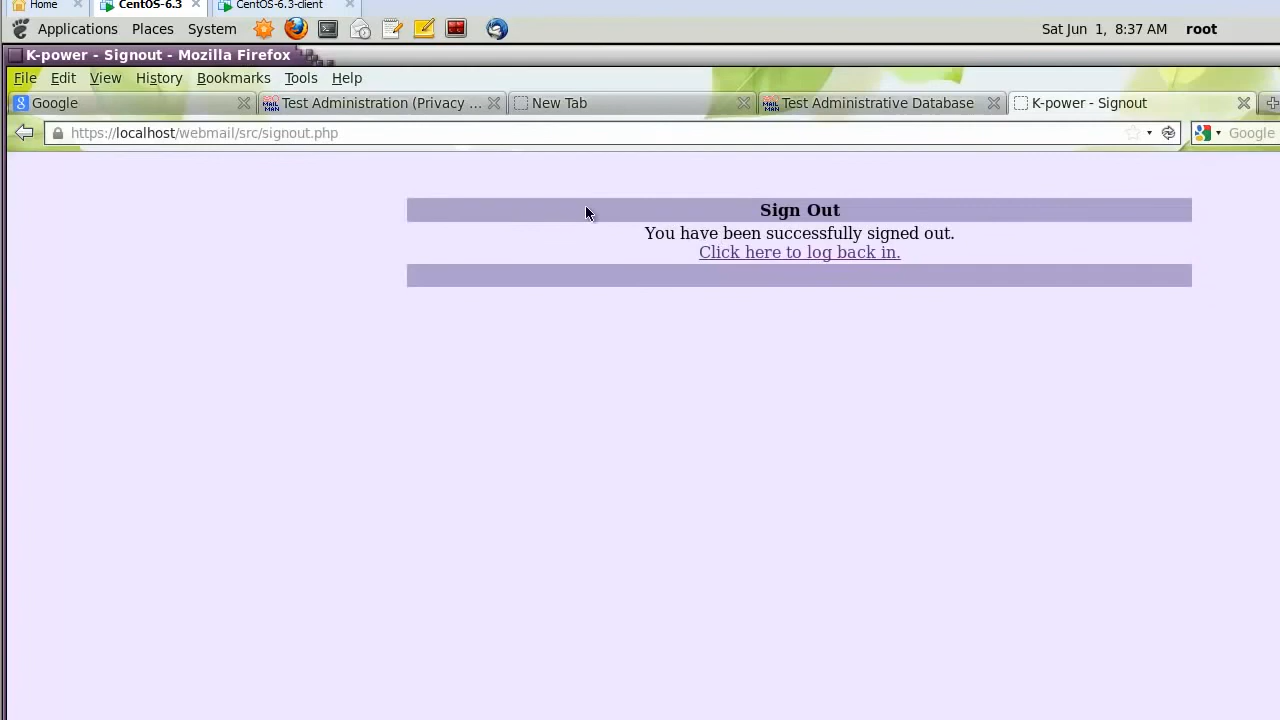 Home CentOS-6.3 CentOS-6.3-client
Applications Places System Sat Jun 1, 8:37 AM root
K-power - Signout - Mozilla Firefox
File Edit View History Bookmarks Tools Help
Google Test Administration (Privacy ... New Tab Test Administrative Database K-power - Signout
https://localhost/webmail/src/signout.php Google
Sign Out
You have been successfully signed out.
Click here to log back in.